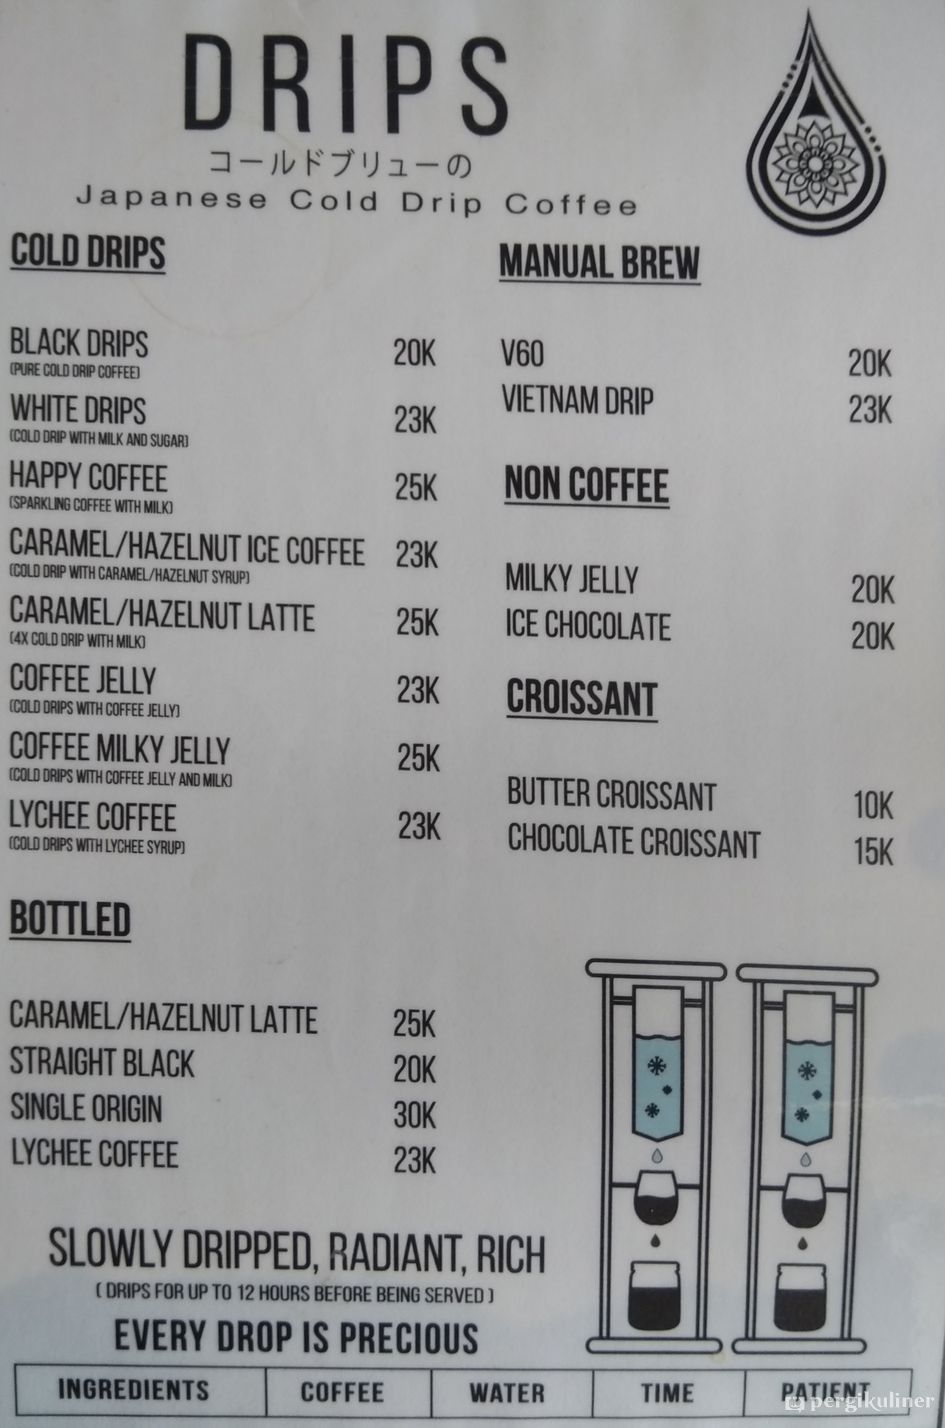 DRIPS
コールドブリューの
Japanese Cold Drip Coffee
COLD DRIPS
BLACK DRIPS 20K
(PURE COLD DRIP COFFEE)
WHITE DRIPS 23K
(COLD DRIP WITH MILK AND SUGAR)
HAPPY COFFEE 25K
(SPARKLING COFFEE WITH MILK)
CARAMEL/HAZELNUT ICE COFFEE 23K
(COLD DRIP WITH CARAMEL/HAZELNUT SYRUP)
CARAMEL/HAZELNUT LATTE 25K
(4X COLD DRIP WITH MILK)
COFFEE JELLY 23K
(COLD DRIPS WITH COFFEE JELLY)
COFFEE MILKY JELLY 25K
(COLD DRIPS WITH COFFEE JELLY AND MILK)
LYCHEE COFFEE 23K
(COLD DRIPS WITH LYCHEE SYRUP)
BOTTLED
CARAMEL/HAZELNUT LATTE 25K
STRAIGHT BLACK 20K
SINGLE ORIGIN 30K
LYCHEE COFFEE 23K
MANUAL BREW
V60 20K
VIETNAM DRIP 23K
NON COFFEE
MILKY JELLY 20K
ICE CHOCOLATE 20K
CROISSANT
BUTTER CROISSANT 10K
CHOCOLATE CROISSANT 15K
SLOWLY DRIPPED, RADIANT, RICH
( DRIPS FOR UP TO 12 HOURS BEFORE BEING SERVED )
EVERY DROP IS PRECIOUS
INGREDIENTS COFFEE WATER TIME PATIENT
pergikuliner